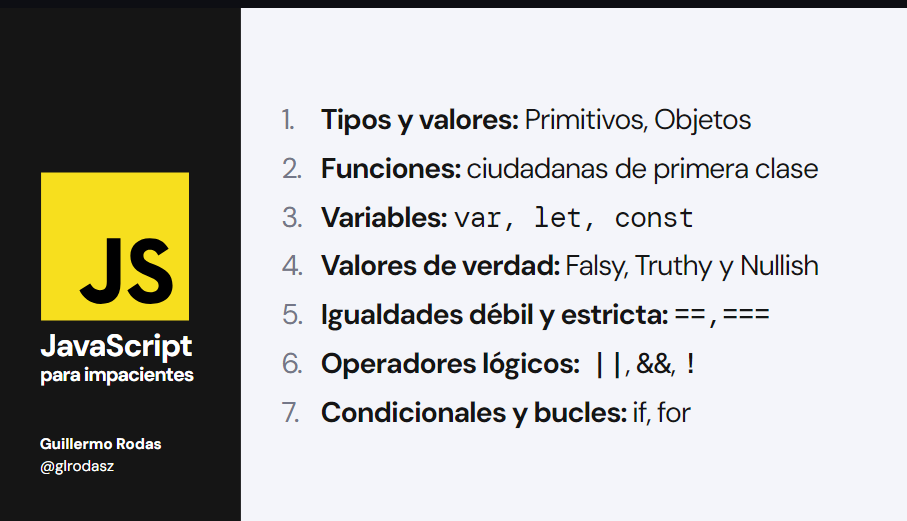 JS
JavaScript
para impacientes
Guillermo Rodas
@glrodasz
1. Tipos y valores: Primitivos, Objetos
2. Funciones: ciudadanas de primera clase
3. Variables: var, let, const
4. Valores de verdad: Falsy, Truthy y Nullish
5. Igualdades débil y estricta: ==, ===
6. Operadores lógicos: ||, &&, !
7. Condicionales y bucles: if, for